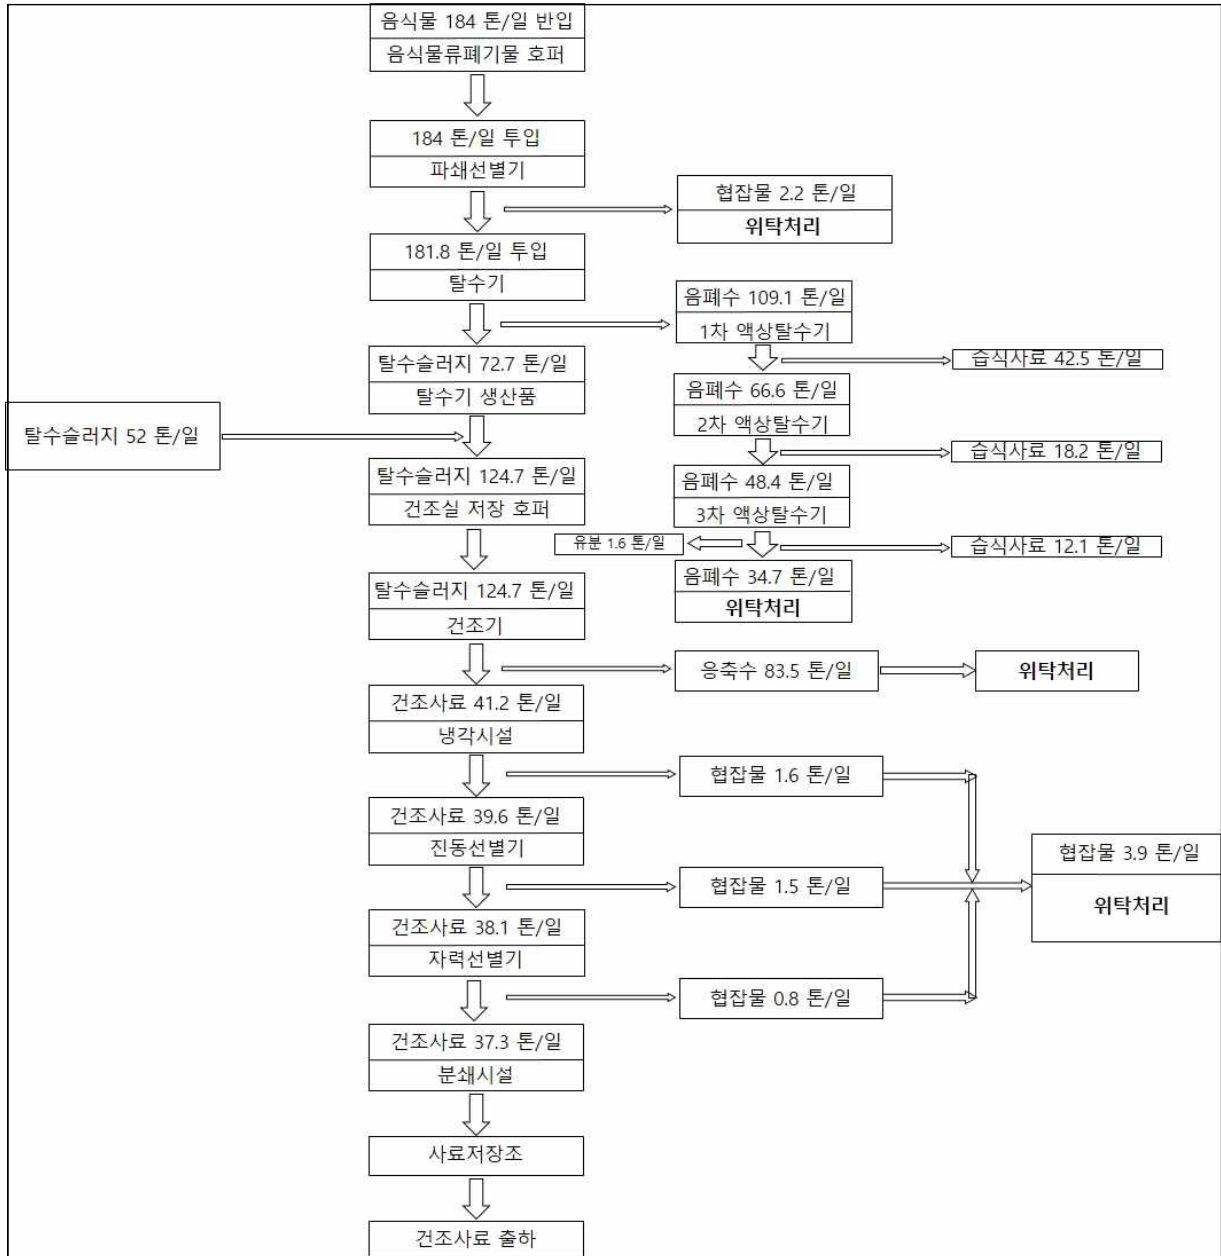 음식물 184 톤/일 반입
음식물류폐기물 호퍼
184 톤/일 투입
파쇄선별기
협잡물 2.2 톤/일
위탁처리
181.8 톤/일 투입
탈수기
음폐수 109.1 톤/일
1차 액상탈수기
습식사료 42.5 톤/일
탈수슬러지 72.7 톤/일
탈수기 생산품
음폐수 66.6 톤/일
2차 액상탈수기
탈수슬러지 52 톤/일
습식사료 18.2 톤/일
탈수슬러지 124.7 톤/일
건조실 저장 호퍼
음폐수 48.4 톤/일
3차 액상탈수기
유분 1.6 톤/일
습식사료 12.1 톤/일
음폐수 34.7 톤/일
위탁처리
탈수슬러지 124.7 톤/일
건조기
응축수 83.5 톤/일
위탁처리
건조사료 41.2 톤/일
냉각시설
협잡물 1.6 톤/일
건조사료 39.6 톤/일
진동선별기
협잡물 3.9 톤/일
위탁처리
협잡물 1.5 톤/일
건조사료 38.1 톤/일
자력선별기
협잡물 0.8 톤/일
건조사료 37.3 톤/일
분쇄시설
사료저장조
건조사료 출하